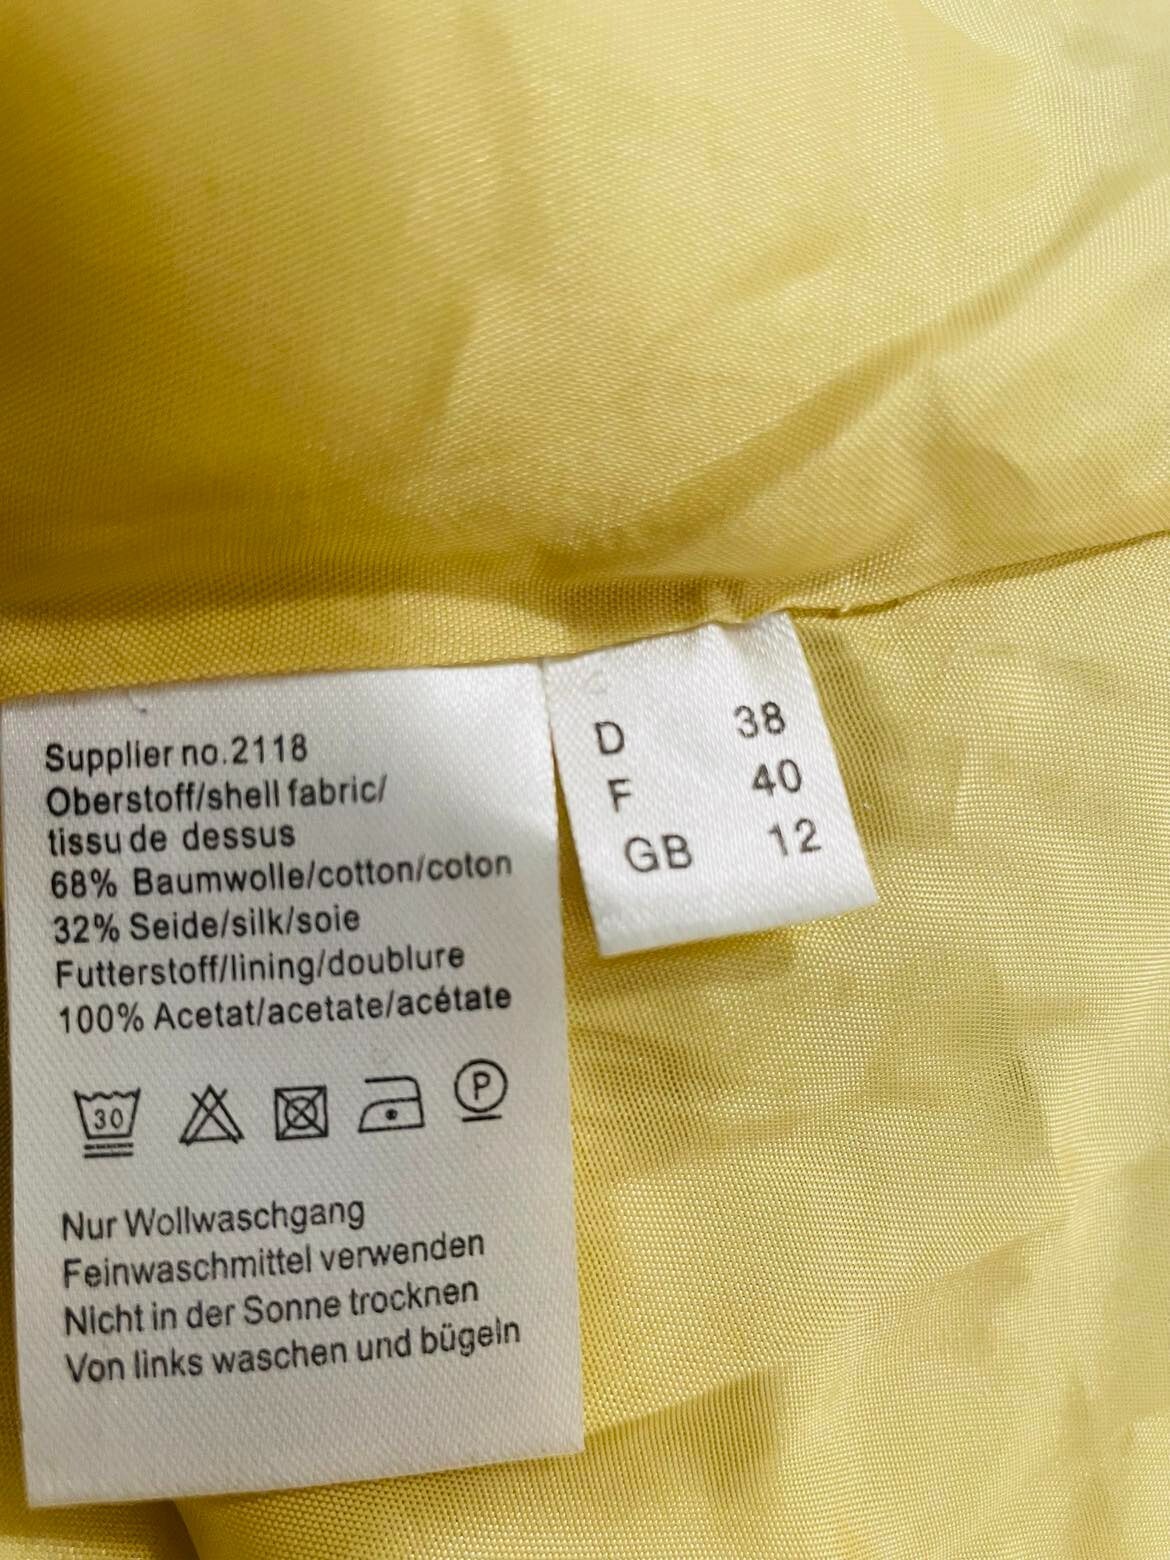 Supplier no.2118
Oberstoff/shell fabric/
tissu de dessus
68% Baumwolle/cotton/coton
32% Seide/silk/soie
Futterstoff/lining/doublure
100% Acetat/acetate/acétate
30
P
Nur Wollwaschgang
Feinwaschmittel verwenden
Nicht in der Sonne trocknen
Von links waschen und bügeln
D 38
F 40
GB 12